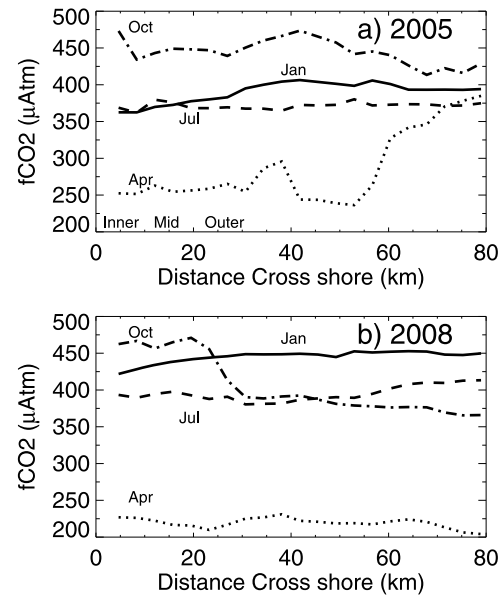 a) 2005
500
450
400
350
300
250
200
fCO2 (μAtm)
Oct
Jan
Jul
Apr
Inner Mid Outer
0 20 40 60 80
Distance Cross shore (km)
b) 2008
500
450
400
350
300
250
200
fCO2 (μAtm)
Oct
Jan
Jul
Apr
0 20 40 60 80
Distance Cross shore (km)